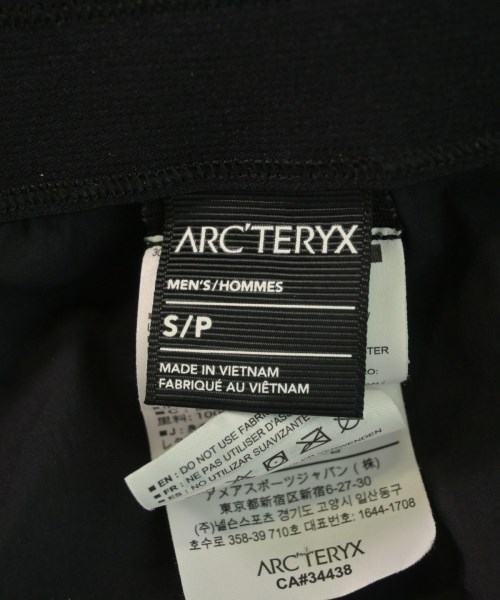 ARC'TERYX
MEN'S/HOMMES
S/P
MADE IN VIETNAM
FABRIQUÉ AU VIÊTNAM
里料: 100
■J:
■EN: DO NOT USE FABRI
■FR: NE PAS UTILISER D'AS
■ES: NO UTILIZAR SUAVIZANTE
アメアスポーツジャパン(株)
東京都新宿区新宿6-27-30
(주)넬슨스포츠 경기도 고양시 일산동구
호수로 358-39 710호 대표번호: 1644-1708
ARC'TERYX
CA#34438